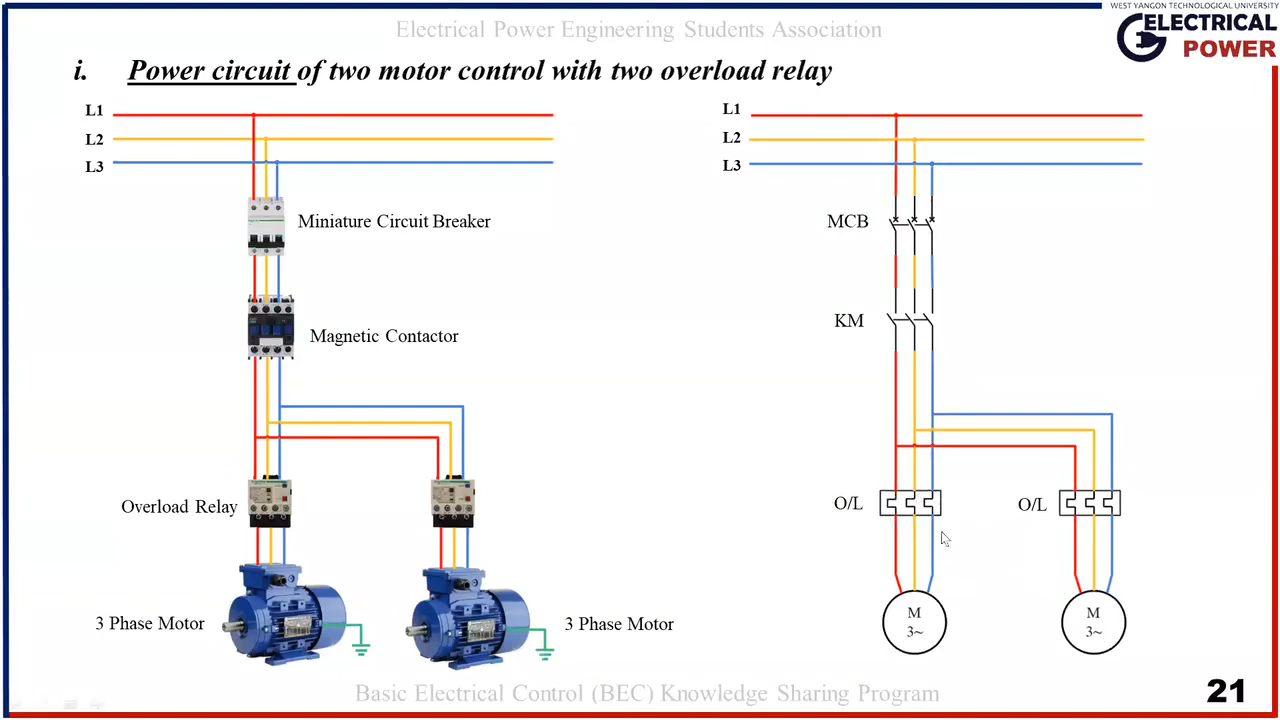 Electrical Power Engineering Students Association
WEST YANGON TECHNOLOGICAL UNIVERSITY
ELECTRICAL
POWER
i. Power circuit of two motor control with two overload relay
L1
L2
L3
Miniature Circuit Breaker
Magnetic Contactor
Overload Relay
3 Phase Motor
3 Phase Motor
L1
L2
L3
MCB
KM
O/L
O/L
M
3~
M
3~
Basic Electrical Control (BEC) Knowledge Sharing Program
21